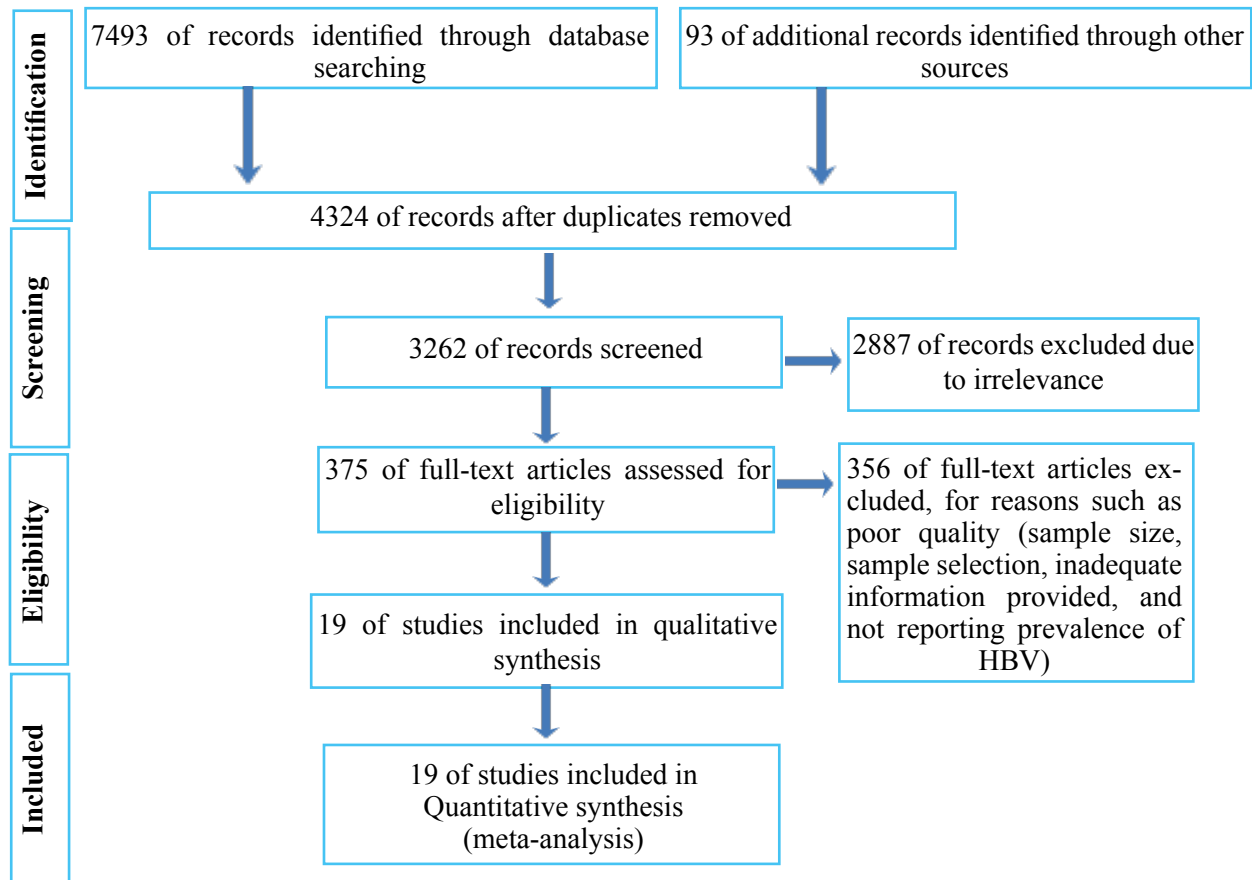 Identification
7493 of records identified through database
searching
93 of additional records identified through other
sources
4324 of records after duplicates removed
Screening
3262 of records screened
2887 of records excluded due
to irrelevance
Eligibility
375 of full-text articles assessed for
eligibility
356 of full-text articles ex-
cluded, for reasons such as
poor quality (sample size,
sample selection, inadequate
information provided, and
not reporting prevalence of
HBV)
19 of studies included in qualitative
synthesis
Included
19 of studies included in
Quantitative synthesis
(meta-analysis)